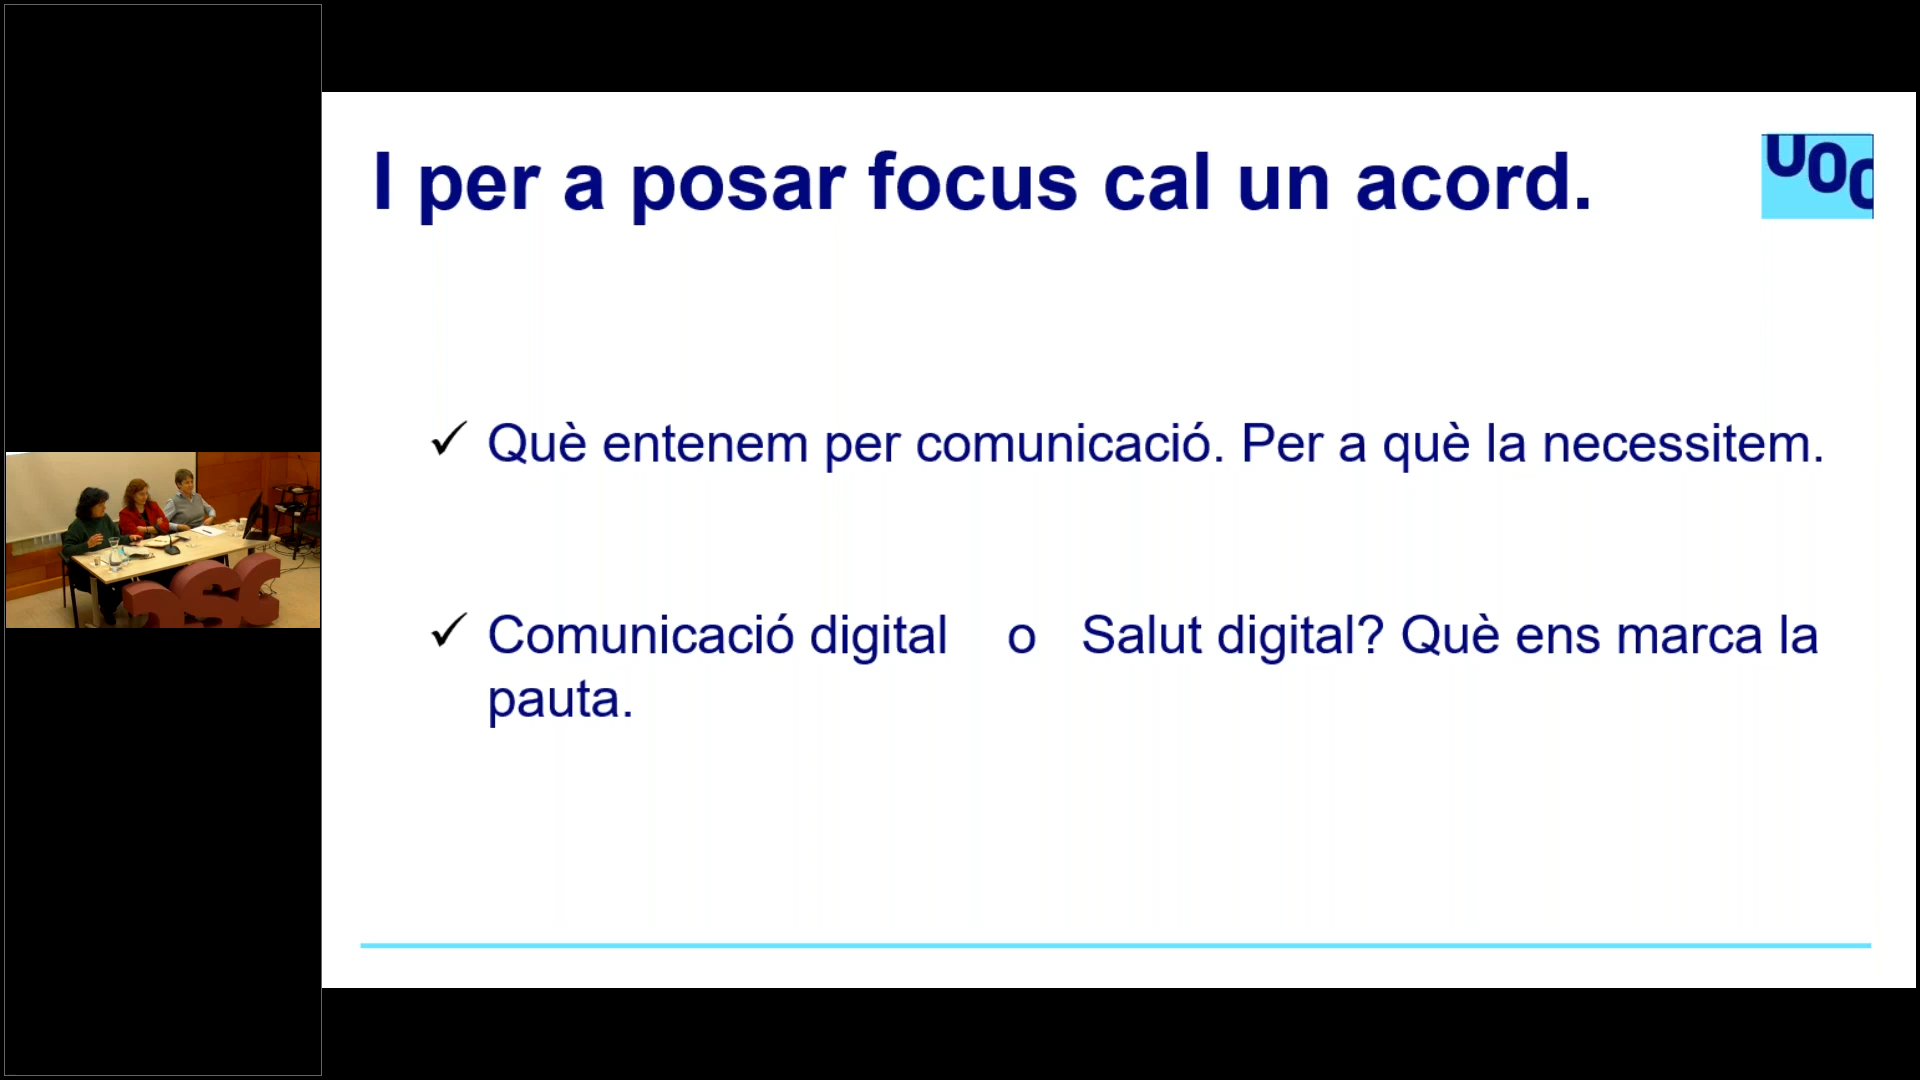 I per a posar focus cal un acord.
UOC
Què entenem per comunicació. Per a què la necessitem.
Comunicació digital o Salut digital? Què ens marca la
pauta.